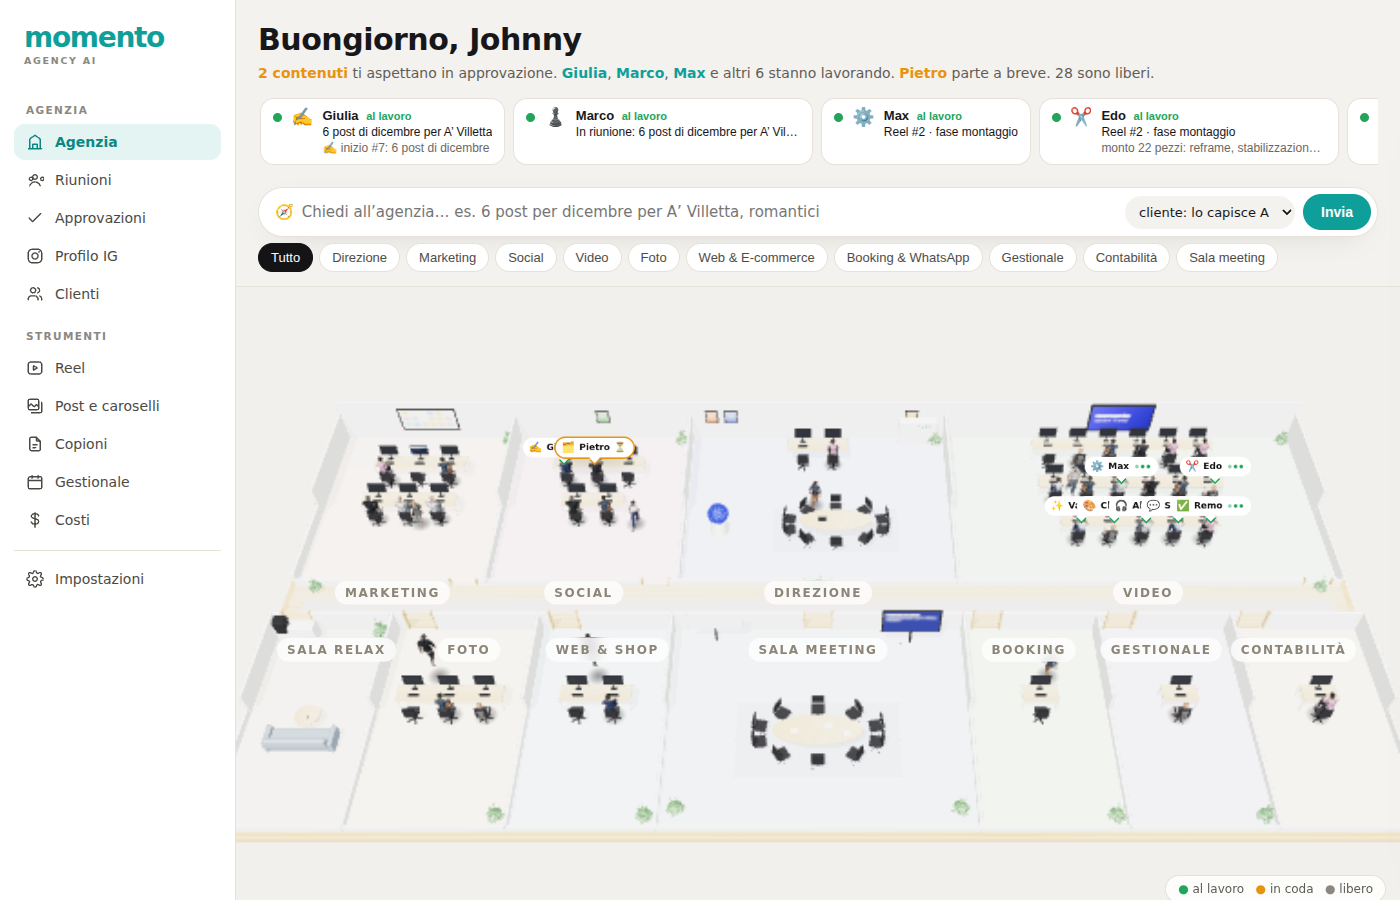 momento
AGENCY AI
AGENZIA
Agenzia
Riunioni
Approvazioni
Profilo IG
Clienti
STRUMENTI
Reel
Post e caroselli
Copioni
Gestionale
Costi
Impostazioni
Buongiorno, Johnny
2 contenuti ti aspettano in approvazione. Giulia, Marco, Max e altri 6 stanno lavorando. Pietro parte a breve. 28 sono liberi.
Giulia al lavoro
6 post di dicembre per A’ Villetta
inizio #7: 6 post di dicembre
Marco al lavoro
In riunione: 6 post di dicembre per A’ Vil…
Max al lavoro
Reel #2 · fase montaggio
Edo al lavoro
Reel #2 · fase montaggio
monto 22 pezzi: reframe, stabilizzazion…
Chiedi all’agenzia… es. 6 post per dicembre per A’ Villetta, romantici
cliente: lo capisce A
Invia
Tutto Direzione Marketing Social Video Foto Web & E-commerce Booking & WhatsApp Gestionale Contabilità Sala meeting
G Pietro
Max Edo
Remo
MARKETING SOCIAL DIREZIONE VIDEO
SALA RELAX FOTO WEB & SHOP SALA MEETING BOOKING GESTIONALE CONTABILITÀ
al lavoro in coda libero